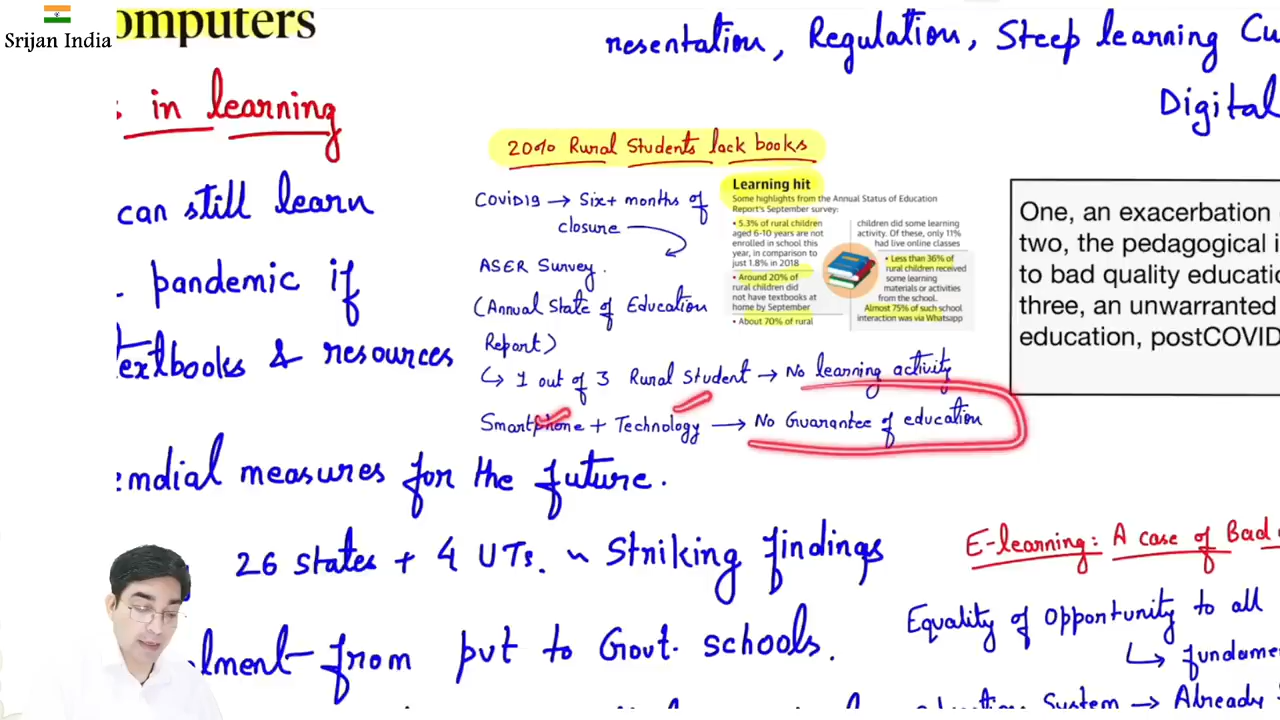 Srijan India
omputers
in learning
can still learn
pandemic if
extbooks & resources
endial measures for the future.
26 states + 4 UTs. ~ Striking findings
lment from pvt to Govt. schools.
20% Rural Students lack books
Covid19 → Six+ months of
closure
ASER Survey.
(Annual State of Education
Report)
↳ 1 out of 3 Rural Student → No learning activity
Smartphone + Technology → No Guarantee of education
Learning hit
Some highlights from the Annual Status of Education
Report's September survey:
• 5.3% of rural children
aged 6-10 years are not
enrolled in school this
year, in comparison to
just 1.8% in 2018
• Around 20% of
rural children did
not have textbooks at
home by September
• About 70% of rural
children did some learning
activity. Of these, only 11%
had live online classes
• Less than 36% of
rural children received
some learning
materials or activities
from the school.
Almost 75% of such school
interaction was via Whatsapp
resentation, Regulation, Steep learning Cu
Digital
One, an exacerbation
two, the pedagogical i
to bad quality educati
three, an unwarranted
education, postCOVID
E-learning: A case of Bad
Equality of opportunity to all
↳ fundame
System → Already